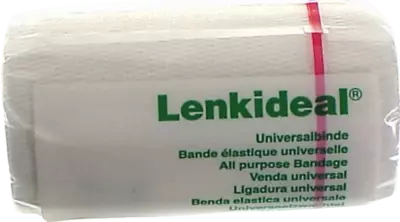 Lenkideal®
Universalbinde
Bande élastique universelle
All purpose Bandage
Venda universal
Ligadura universal
Benda elastica universale